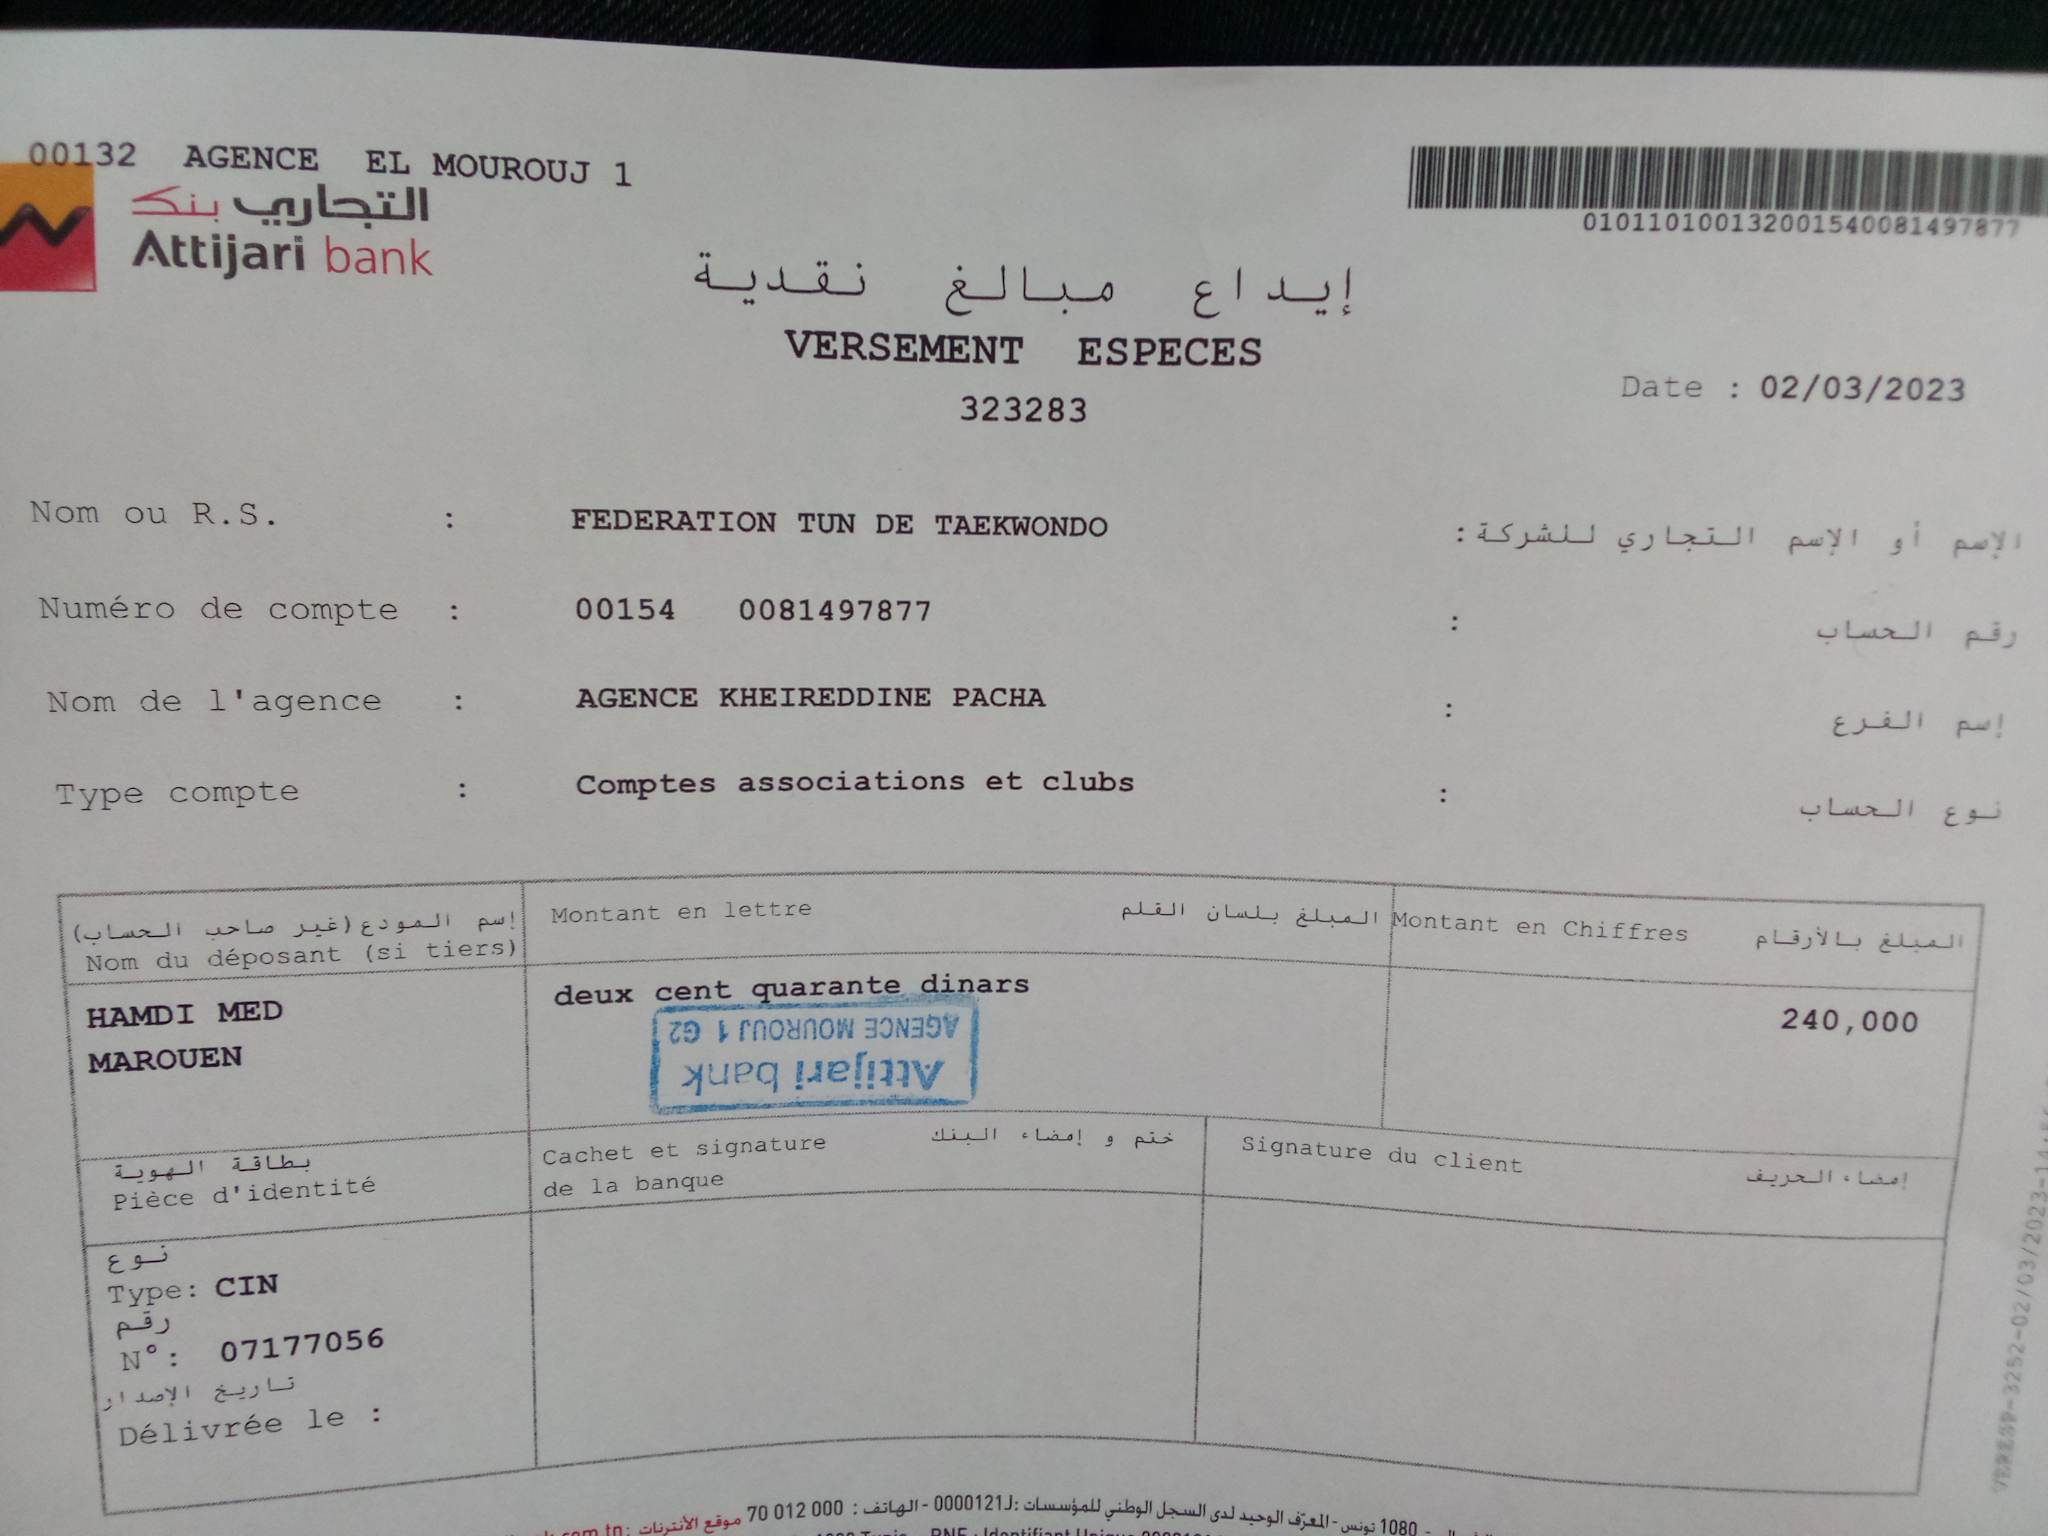 00132 AGENCE EL MOUROUJ 1
التجاري بنك
Attijari bank
010110100132001540081497877
إيداع مبالغ نقدية
VERSEMENT ESPECES
323283
Date : 02/03/2023
Nom ou R.S. : FEDERATION TUN DE TAEKWONDO الإسم أو الإسم التجاري للشركة:
Numéro de compte : 00154 0081497877 : رقم الحساب
Nom de l'agence : AGENCE KHEIREDDINE PACHA : إسم الفرع
Type compte : Comptes associations et clubs : نوع الحساب
إسم المودع (غير صاحب الحساب)
Nom du déposant (si tiers)
Montant en lettre المبلغ بلسان القلم
Montant en Chiffres المبلغ بالأرقام
HAMDI MED
MAROUEN
deux cent quarante dinars
240,000
Attijari bank
AGENCE MOUROUJ 1 G2
بطاقة الهوية
Pièce d'identité
Cachet et signature ختم و إمضاء البنك
de la banque
Signature du client إمضاء الحريف
نوع
Type: CIN
رقم
N°: 07177056
تاريخ الإصدار
Délivrée le :
1080 تونس - المعرّف الوحيد لدى السجل الوطني للمؤسسات : 0000121J - الهاتف : 70 012 000 موقع الأنترنات :